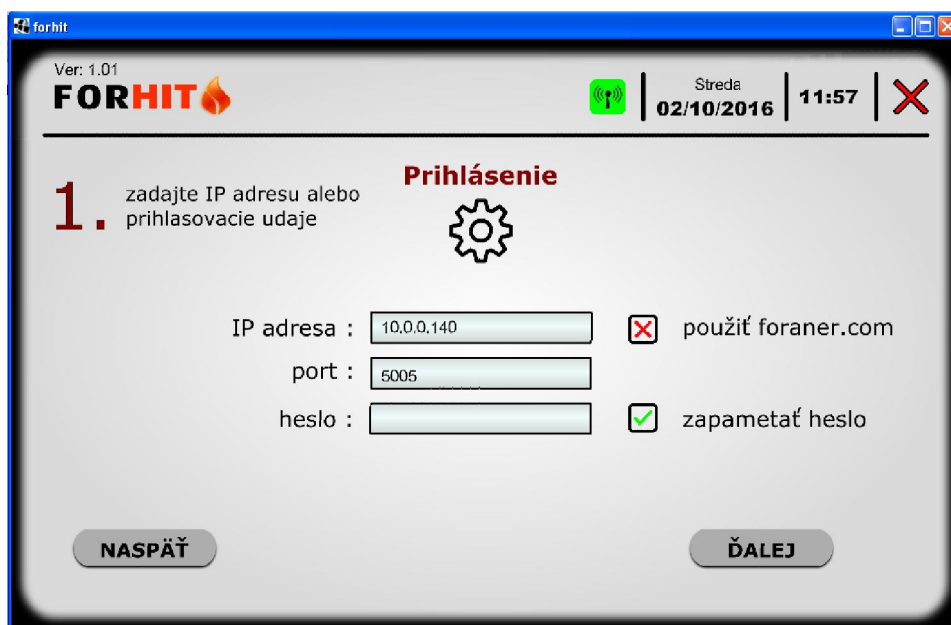 forhit
Ver: 1.01
FORHIT
Streda
02/10/2016
11:57
Prihlásenie
1.
zadajte IP adresu alebo
prihlasovacie udaje
IP adresa : 10.0.0.140
použiť foraner.com
port : 5005
heslo :
zapametať heslo
NASPÄŤ
ĎALEJ